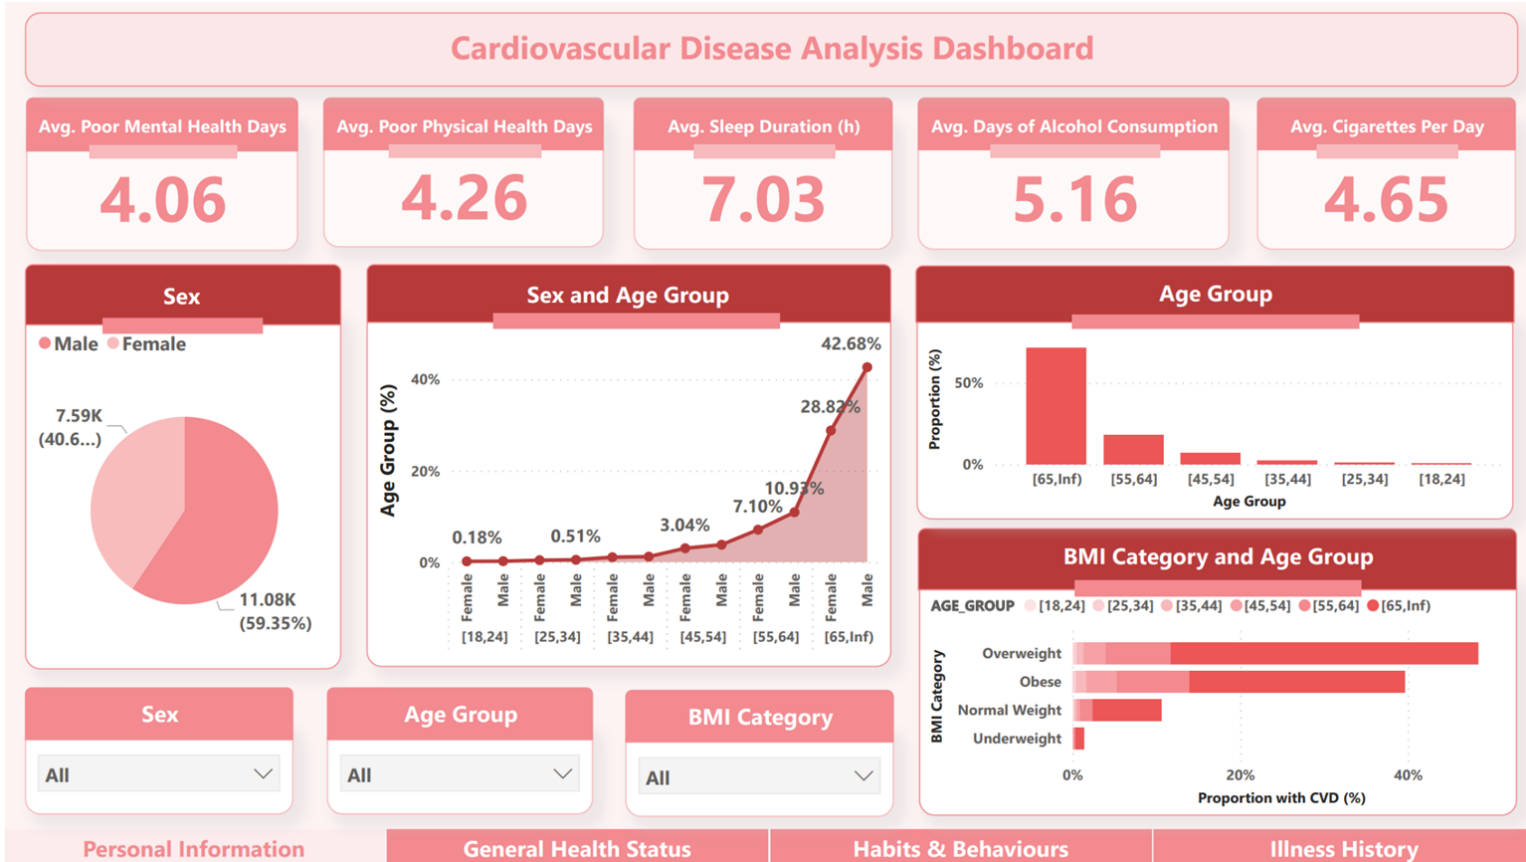 Cardiovascular Disease Analysis Dashboard
Avg. Poor Mental Health Days
4.06
Avg. Poor Physical Health Days
4.26
Avg. Sleep Duration (h)
7.03
Avg. Days of Alcohol Consumption
5.16
Avg. Cigarettes Per Day
4.65
Sex
Male Female
7.59K
(40.6...)
11.08K
(59.35%)
Sex and Age Group
Age Group (%)
40%
20%
0%
0.18%
0.51%
3.04%
7.10%
10.93%
28.82%
42.68%
Female Male Female Male Female Male Female Male Female Male Female Male
[18,24] [25,34] [35,44] [45,54] [55,64] [65,Inf)
Age Group
Proportion (%)
50%
0%
[65,Inf) [55,64] [45,54] [35,44] [25,34] [18,24]
Age Group
BMI Category and Age Group
AGE_GROUP [18,24] [25,34] [35,44] [45,54] [55,64] [65,Inf)
BMI Category
Overweight
Obese
Normal Weight
Underweight
0% 20% 40%
Proportion with CVD (%)
Sex
All
Age Group
All
BMI Category
All
Personal Information General Health Status Habits & Behaviours Illness History